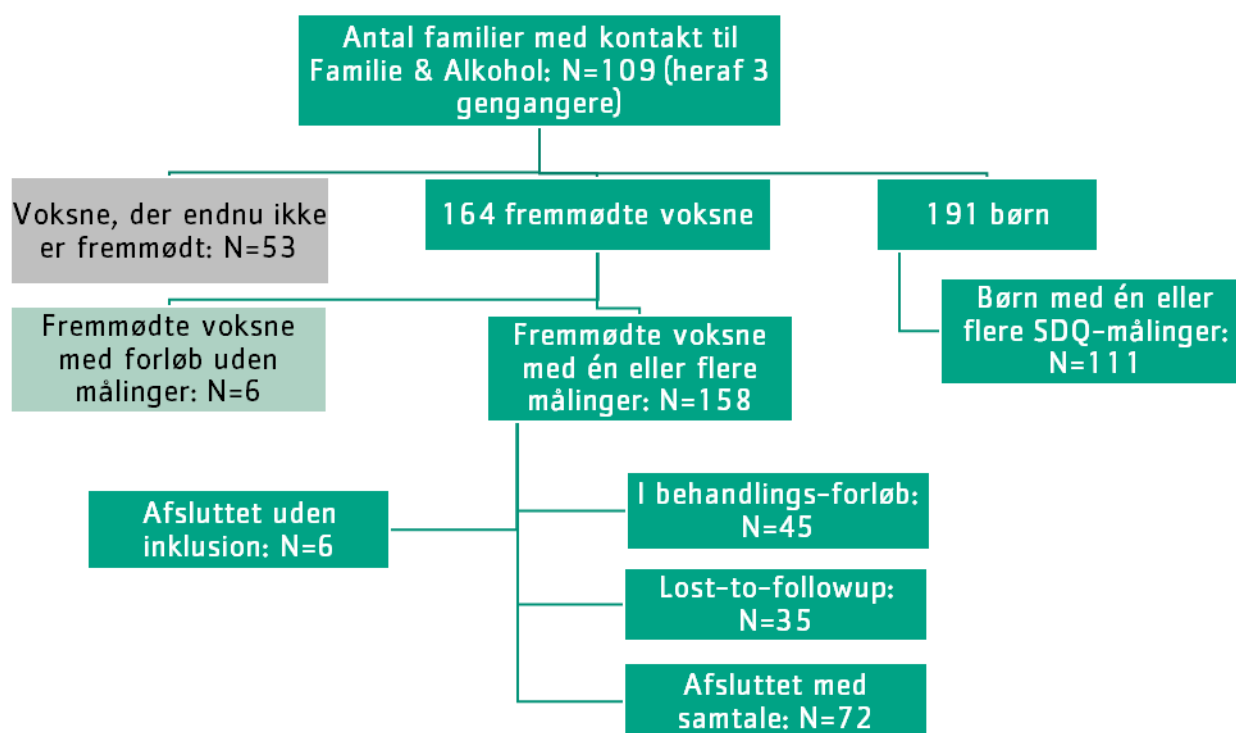 Antal familier med kontakt til
Familie & Alkohol: N=109 (heraf 3
gengangere)
Voksne, der endnu ikke
er fremmødt: N=53
164 fremmødte voksne
191 børn
Fremmødte voksne
med forløb uden
målinger: N=6
Fremmødte voksne
med én eller flere
målinger: N=158
Børn med én eller
flere SDQ-målinger:
N=111
Afsluttet uden
inklusion: N=6
I behandlings-forløb:
N=45
Lost-to-followup:
N=35
Afsluttet med
samtale: N=72